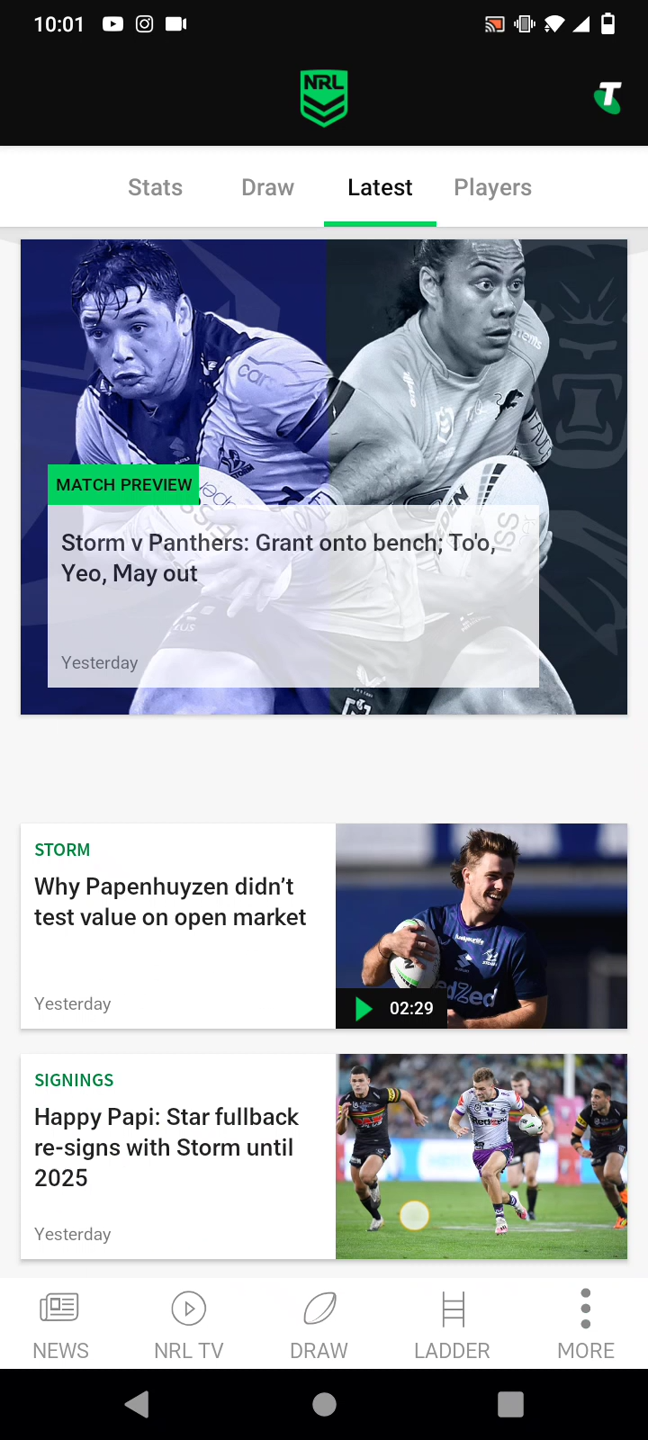 10:01
NRL
T
Stats
Draw
Latest
Players
MATCH PREVIEW
Storm v Panthers: Grant onto bench; To'o,
Yeo, May out
Yesterday
STORM
Why Papenhuyzen didn’t
test value on open market
Yesterday
02:29
SIGNINGS
Happy Papi: Star fullback
re-signs with Storm until
2025
Yesterday
NEWS
NRL TV
DRAW
LADDER
MORE